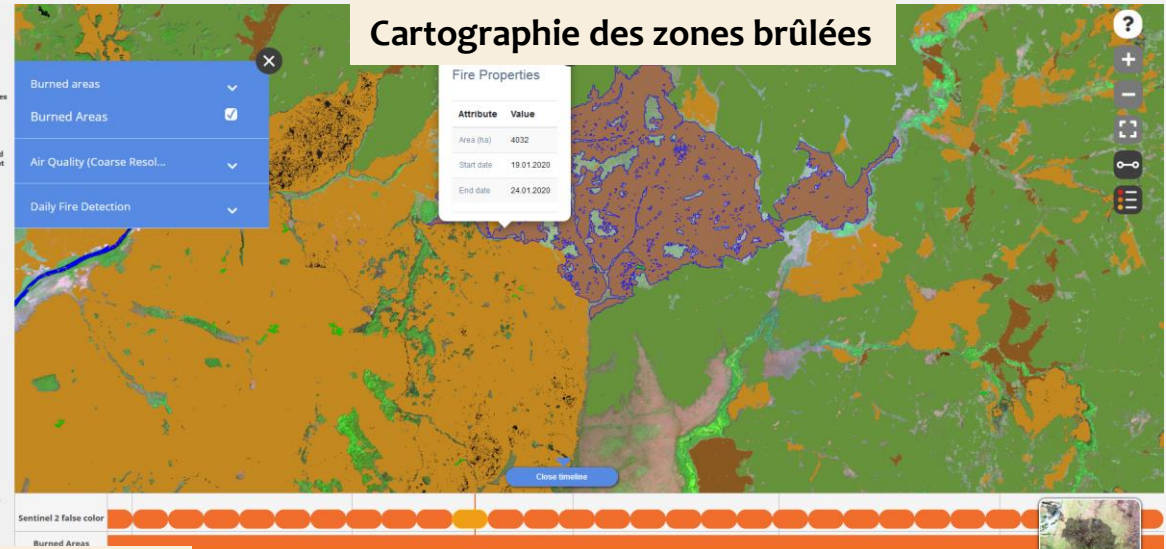 Cartographie des zones brûlées
Burned areas
Burned Areas
Air Quality (Coarse Resol...
Daily Fire Detection
Fire Properties
Attribute Value
Area (ha) 4032
Start date 19.01.2020
End date 24.01.2020
?
Close timeline
Sentinel 2 false color
Burned Areas